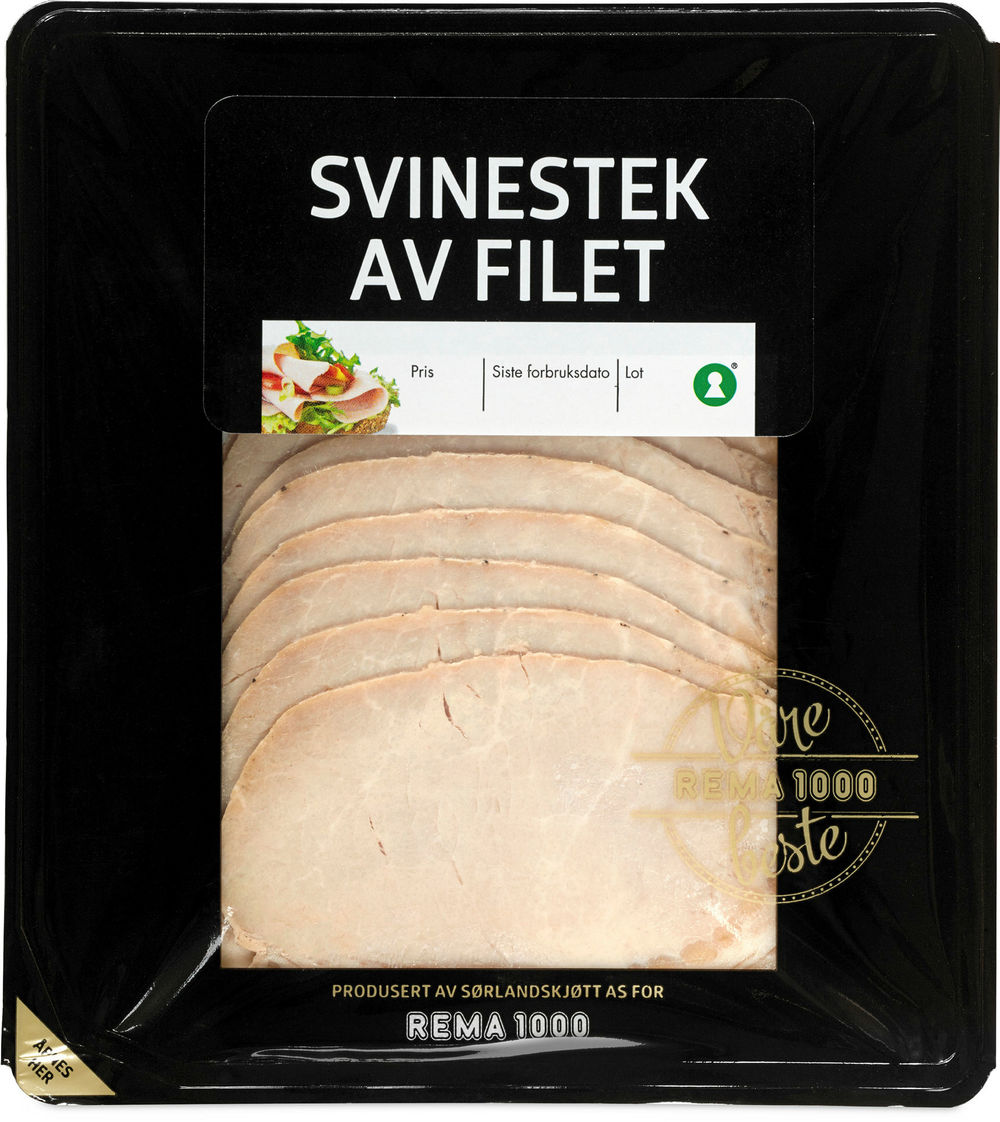 SVINESTEK
AV FILET
Pris
Siste forbruksdato
Lot
®
Våre
REMA 1000
beste
PRODUSERT AV SØRLANDSKJØTT AS FOR
REMA 1000
ÅPNES
HER